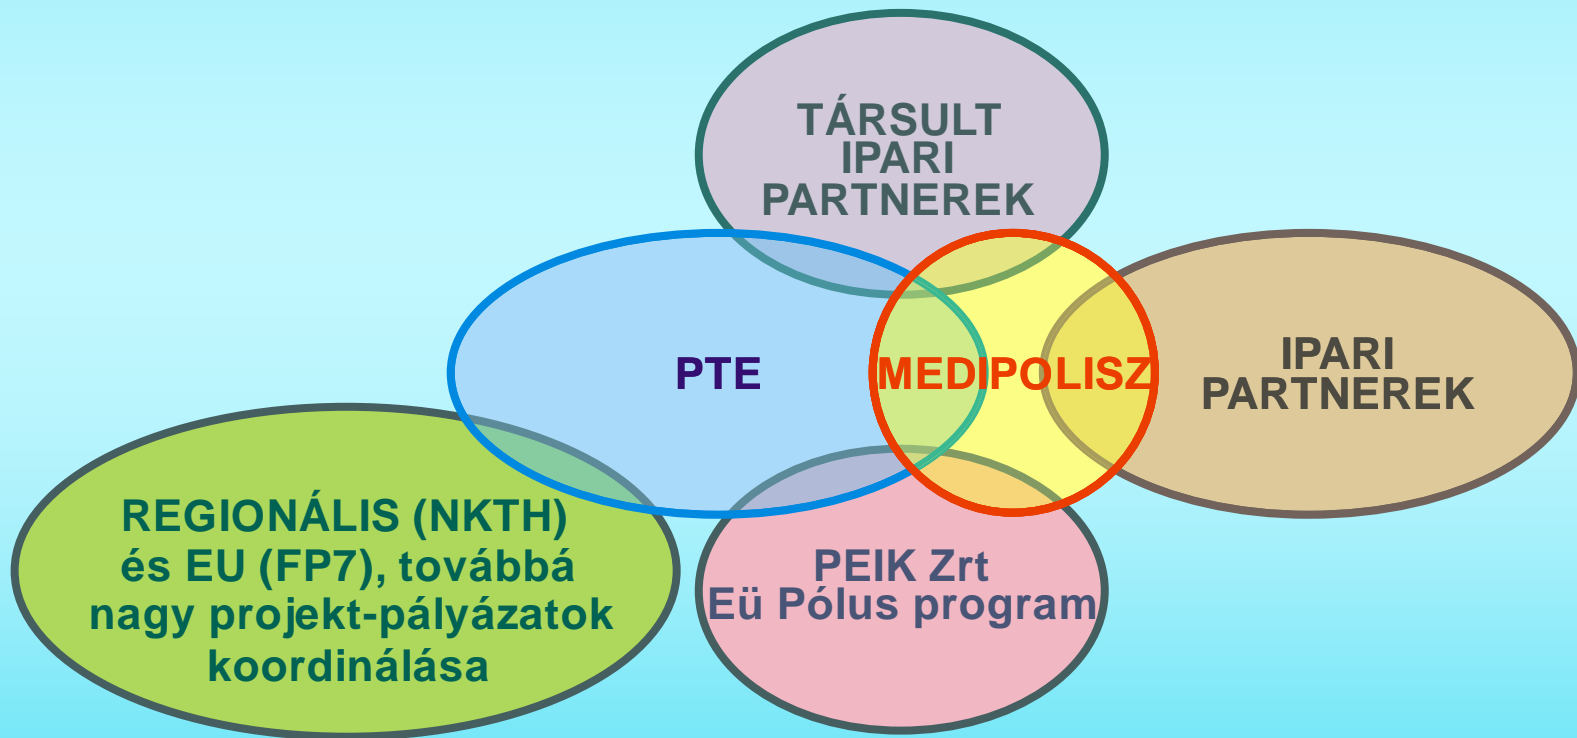 TÁRSULT
IPARI
PARTNEREK
PTE
MEDIPOLISZ
IPARI
PARTNEREK
REGIONÁLIS (NKTH)
és EU (FP7), továbbá
nagy projekt-pályázatok
koordinálása
PEIK Zrt
Eü Pólus program